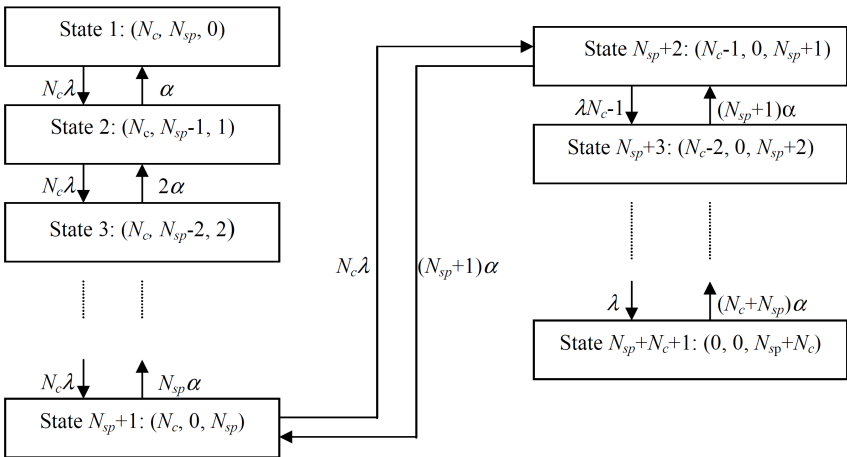 State 1: (N_c, N_sp, 0)
N_cλ α
State 2: (N_c, N_sp-1, 1)
N_cλ 2α
State 3: (N_c, N_sp-2, 2)
N_cλ N_spα
State N_sp+1: (N_c, 0, N_sp)
N_cλ (N_sp+1)α
State N_sp+2: (N_c-1, 0, N_sp+1)
λN_c-1 (N_sp+1)α
State N_sp+3: (N_c-2, 0, N_sp+2)
λ (N_c+N_sp)α
State N_sp+N_c+1: (0, 0, N_sp+N_c)